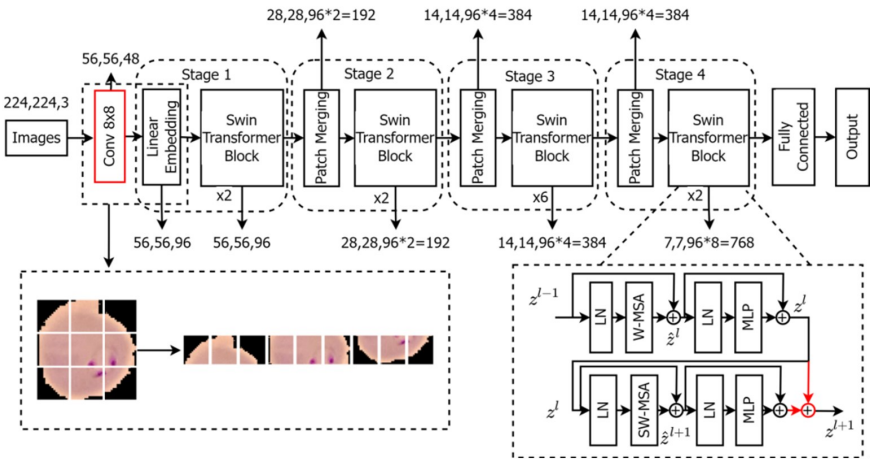 28,28,96*2=192
14,14,96*4=384
14,14,96*4=384
56,56,48
Stage 1
Stage 2
Stage 3
Stage 4
224,224,3
Images
Conv 8x8
Linear
Embedding
Swin
Transformer
Block
Patch Merging
Swin
Transformer
Block
Patch Merging
Swin
Transformer
Block
Patch Merging
Swin
Transformer
Block
Fully
Connected
Output
x2
x2
x6
x2
56,56,96
56,56,96
28,28,96*2=192
14,14,96*4=384
7,7,96*8=768
z^{l-1}
LN
W-MSA
ẑ^l
LN
MLP
z^l
z^l
LN
SW-MSA
ẑ^{l+1}
LN
MLP
z^{l+1}